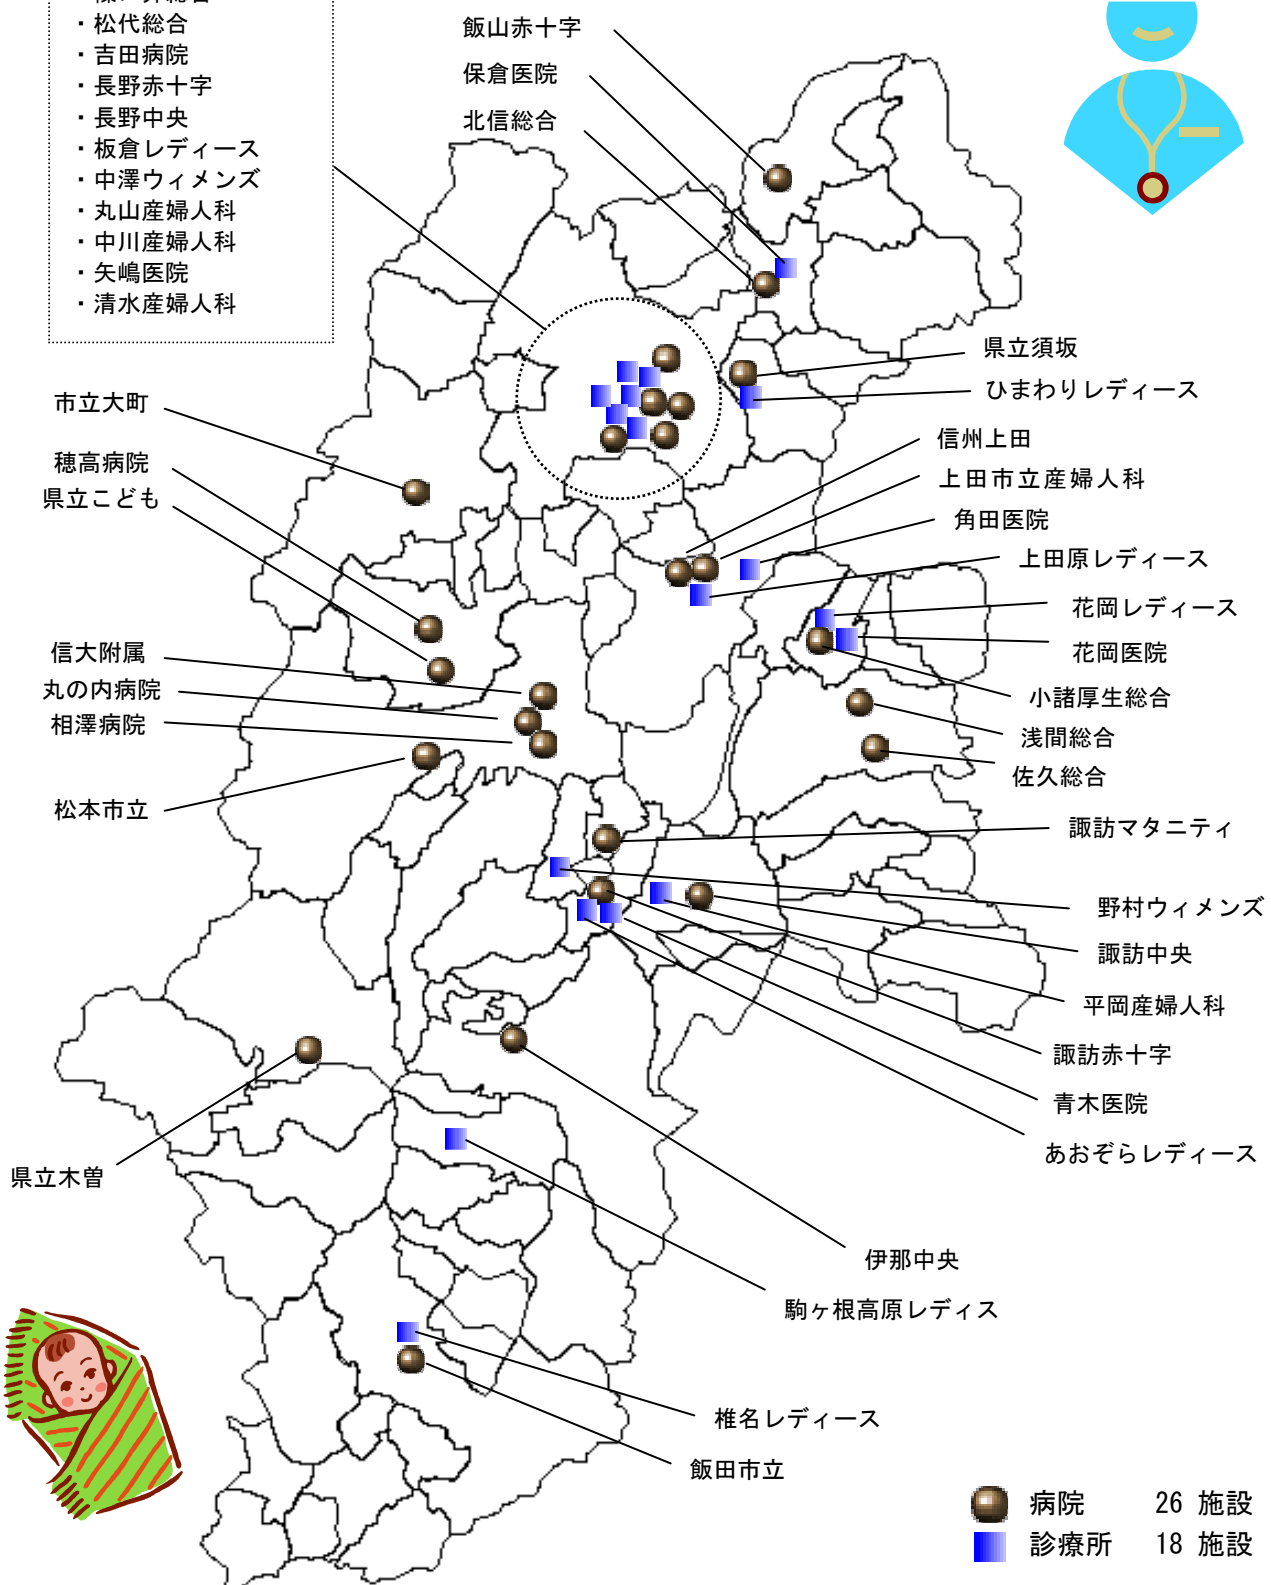 ・松代総合
・吉田病院
・長野赤十字
・長野中央
・板倉レディース
・中澤ウィメンズ
・丸山産婦人科
・中川産婦人科
・矢嶋医院
・清水産婦人科
飯山赤十字
保倉医院
北信総合
県立須坂
ひまわりレディース
市立大町
信州上田
穂高病院
上田市立産婦人科
県立こども
角田医院
上田原レディース
花岡レディース
花岡医院
信大附属
丸の内病院
小諸厚生総合
相澤病院
浅間総合
佐久総合
松本市立
諏訪マタニティ
野村ウィメンズ
諏訪中央
平岡産婦人科
諏訪赤十字
青木医院
あおぞらレディース
県立木曽
伊那中央
駒ヶ根高原レディス
椎名レディース
飯田市立
病院 26 施設
診療所 18 施設